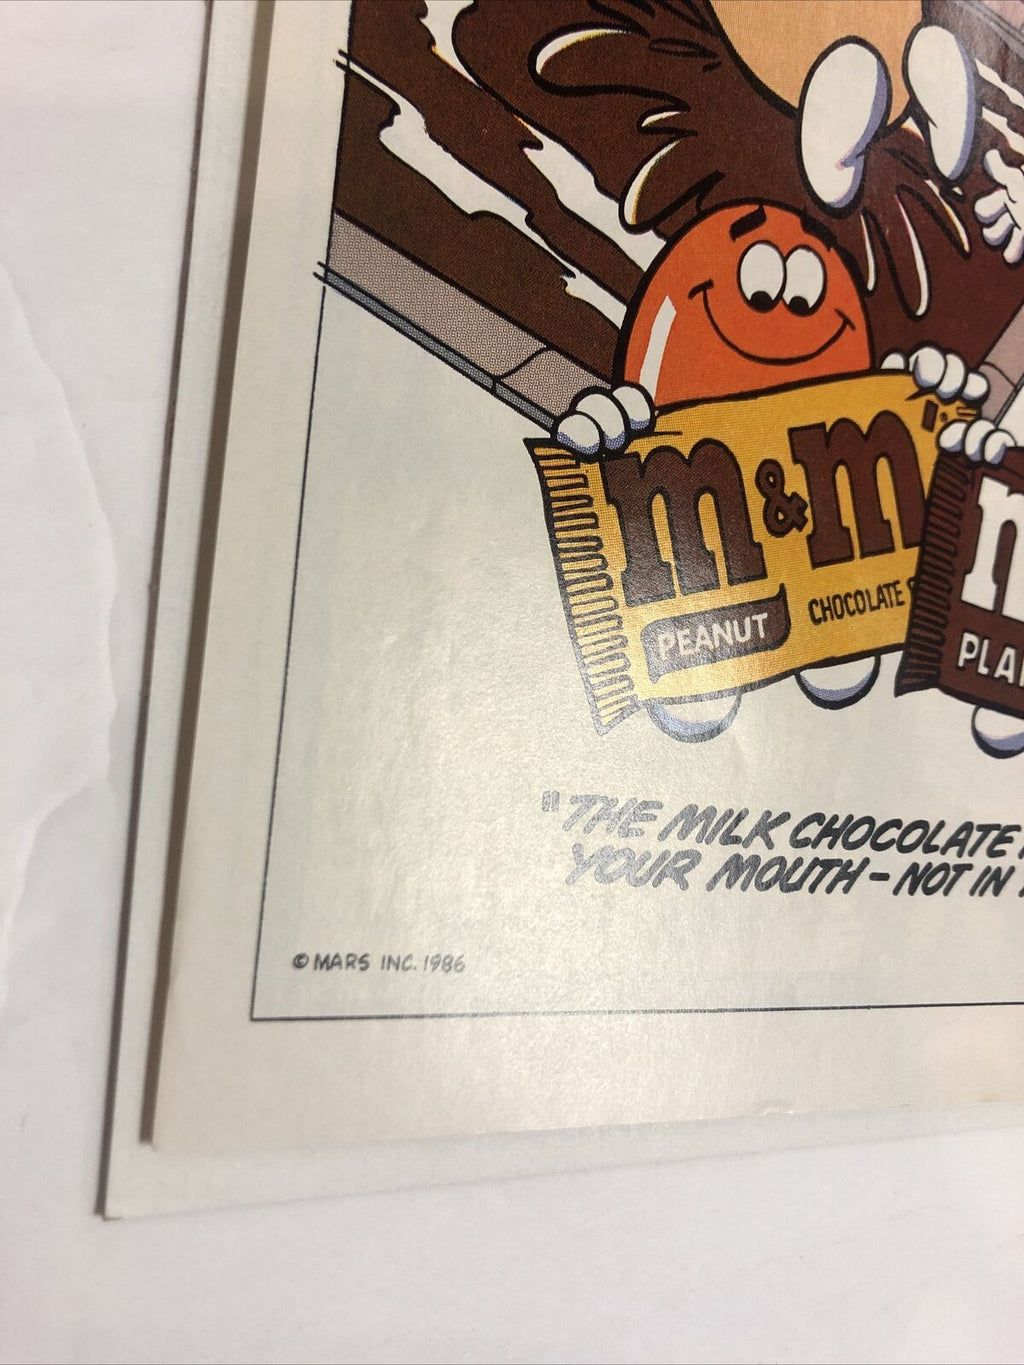 m&m's
PEANUT
CHOCOLATE
m
PLAI
"THE MILK CHOCOLATE
YOUR MOUTH - NOT IN
© MARS INC. 1986